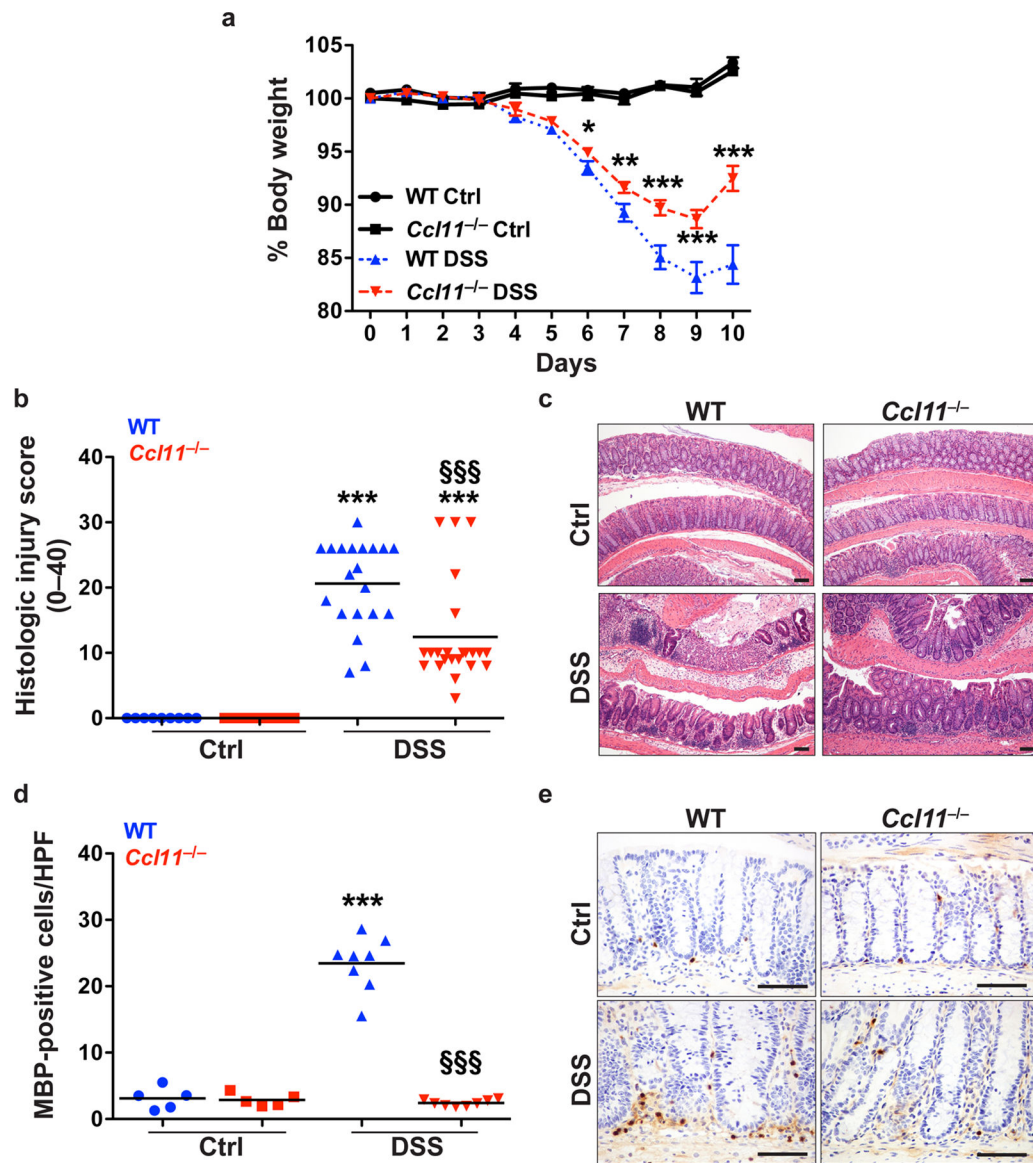 a
105
100
95
90
85
80
% Body weight
*
**
***
***
***
WT Ctrl
Ccl11–/– Ctrl
WT DSS
Ccl11–/– DSS
0 1 2 3 4 5 6 7 8 9 10
Days
b
WT
Ccl11–/–
40
30
20
10
0
Histologic injury score
(0–40)
***
§§§
***
Ctrl
DSS
c
WT
Ccl11–/–
Ctrl
DSS
d
WT
Ccl11–/–
40
30
20
10
0
MBP-positive cells/HPF
***
§§§
Ctrl
DSS
e
WT
Ccl11–/–
Ctrl
DSS